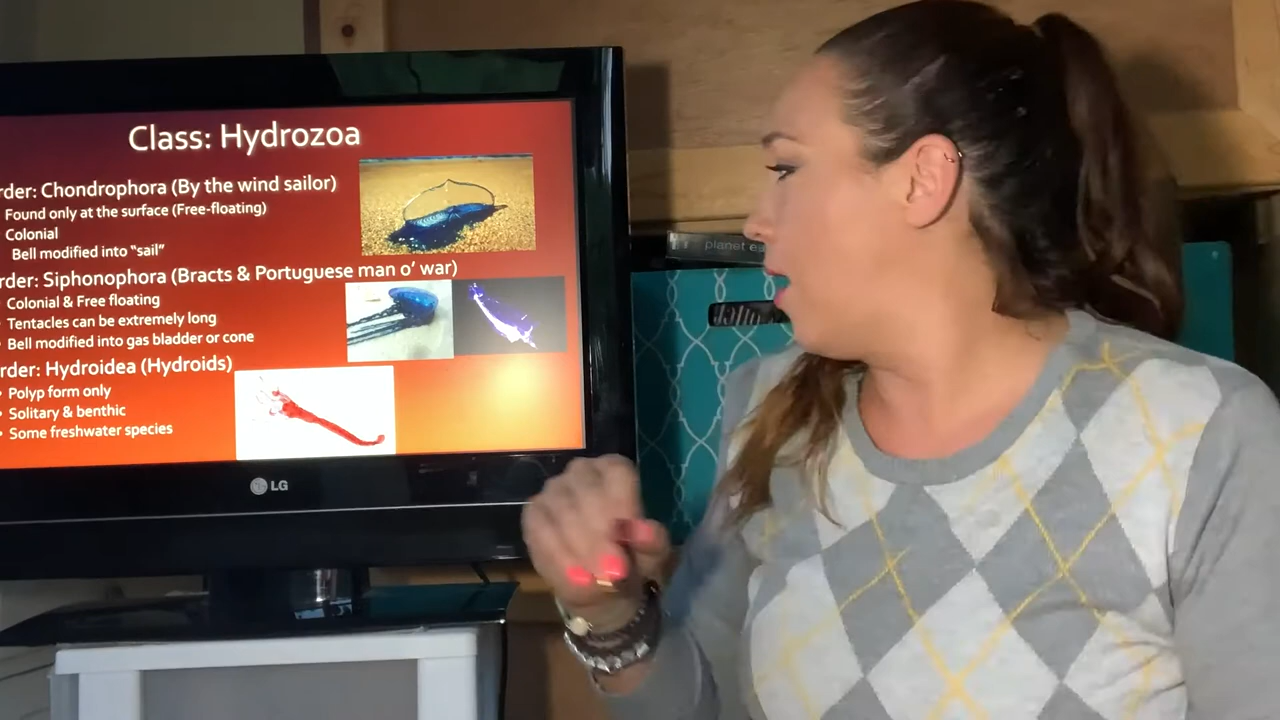 Class: Hydrozoa
rder: Chondrophora (By the wind sailor)
Found only at the surface (Free-floating)
Colonial
Bell modified into "sail"
rder: Siphonophora (Bracts & Portuguese man o' war)
• Colonial & Free floating
• Tentacles can be extremely long
• Bell modified into gas bladder or cone
rder: Hydroidea (Hydroids)
• Polyp form only
• Solitary & benthic
• Some freshwater species
LG
planet ea